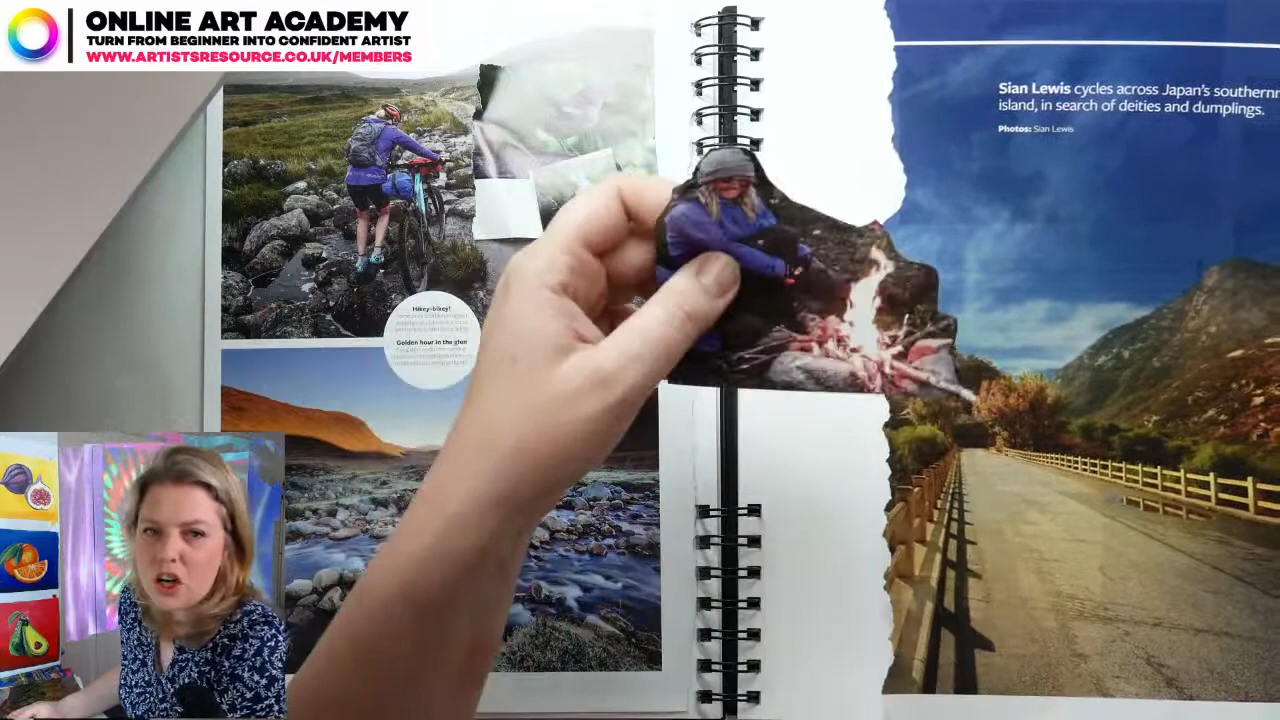 ONLINE ART ACADEMY
TURN FROM BEGINNER INTO CONFIDENT ARTIST
WWW.ARTISTSRESOURCE.CO.UK/MEMBERS
Sian Lewis cycles across Japan's southernm
island, in search of deities and dumplings.
Photos: Sian Lewis
Hikey-bikey!
Golden hour in the glen